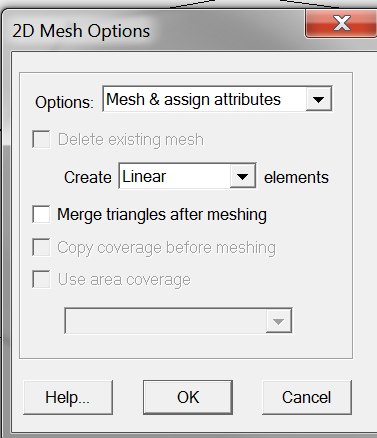 2D Mesh Options
Options: Mesh & assign attributes
Delete existing mesh
Create Linear elements
Merge triangles after meshing
Copy coverage before meshing
Use area coverage
Help... OK Cancel